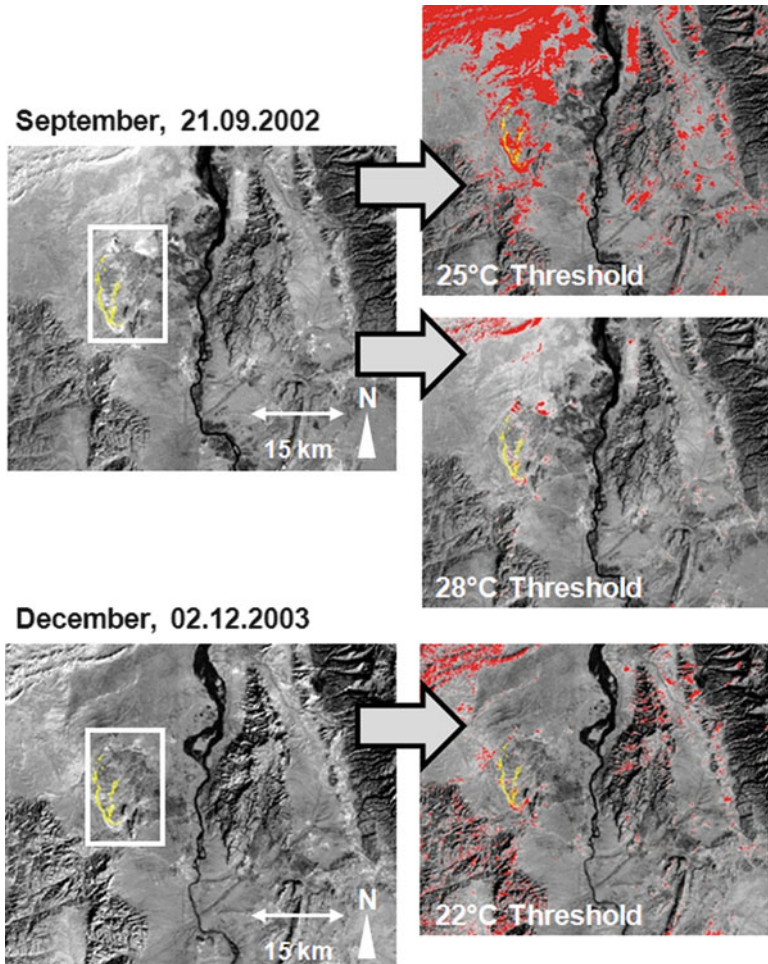 September, 21.09.2002
25°C Threshold
N
15 km
28°C Threshold
December, 02.12.2003
N
15 km
22°C Threshold